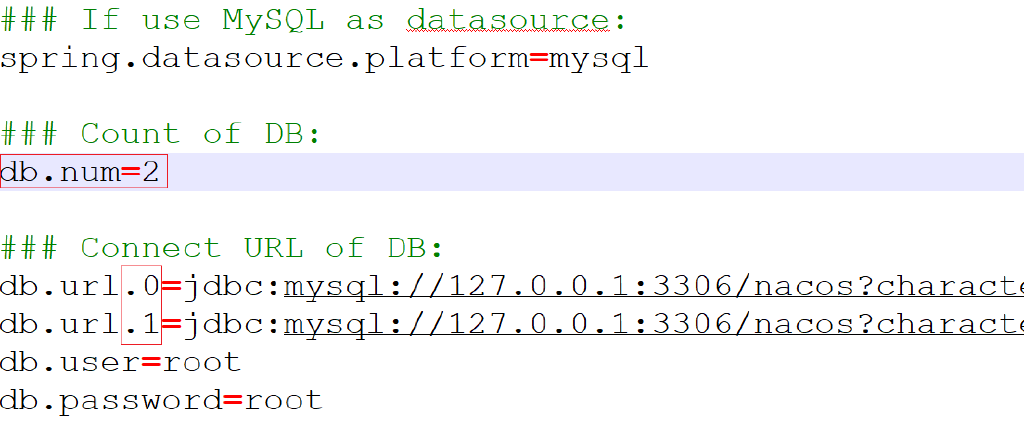 ### If use MySQL as datasource:
spring.datasource.platform=mysql
### Count of DB:
db.num=2
### Connect URL of DB:
db.url.0=jdbc:mysql://127.0.0.1:3306/nacos?characte
db.url.1=jdbc:mysql://127.0.0.1:3306/nacos?characte
db.user=root
db.password=root